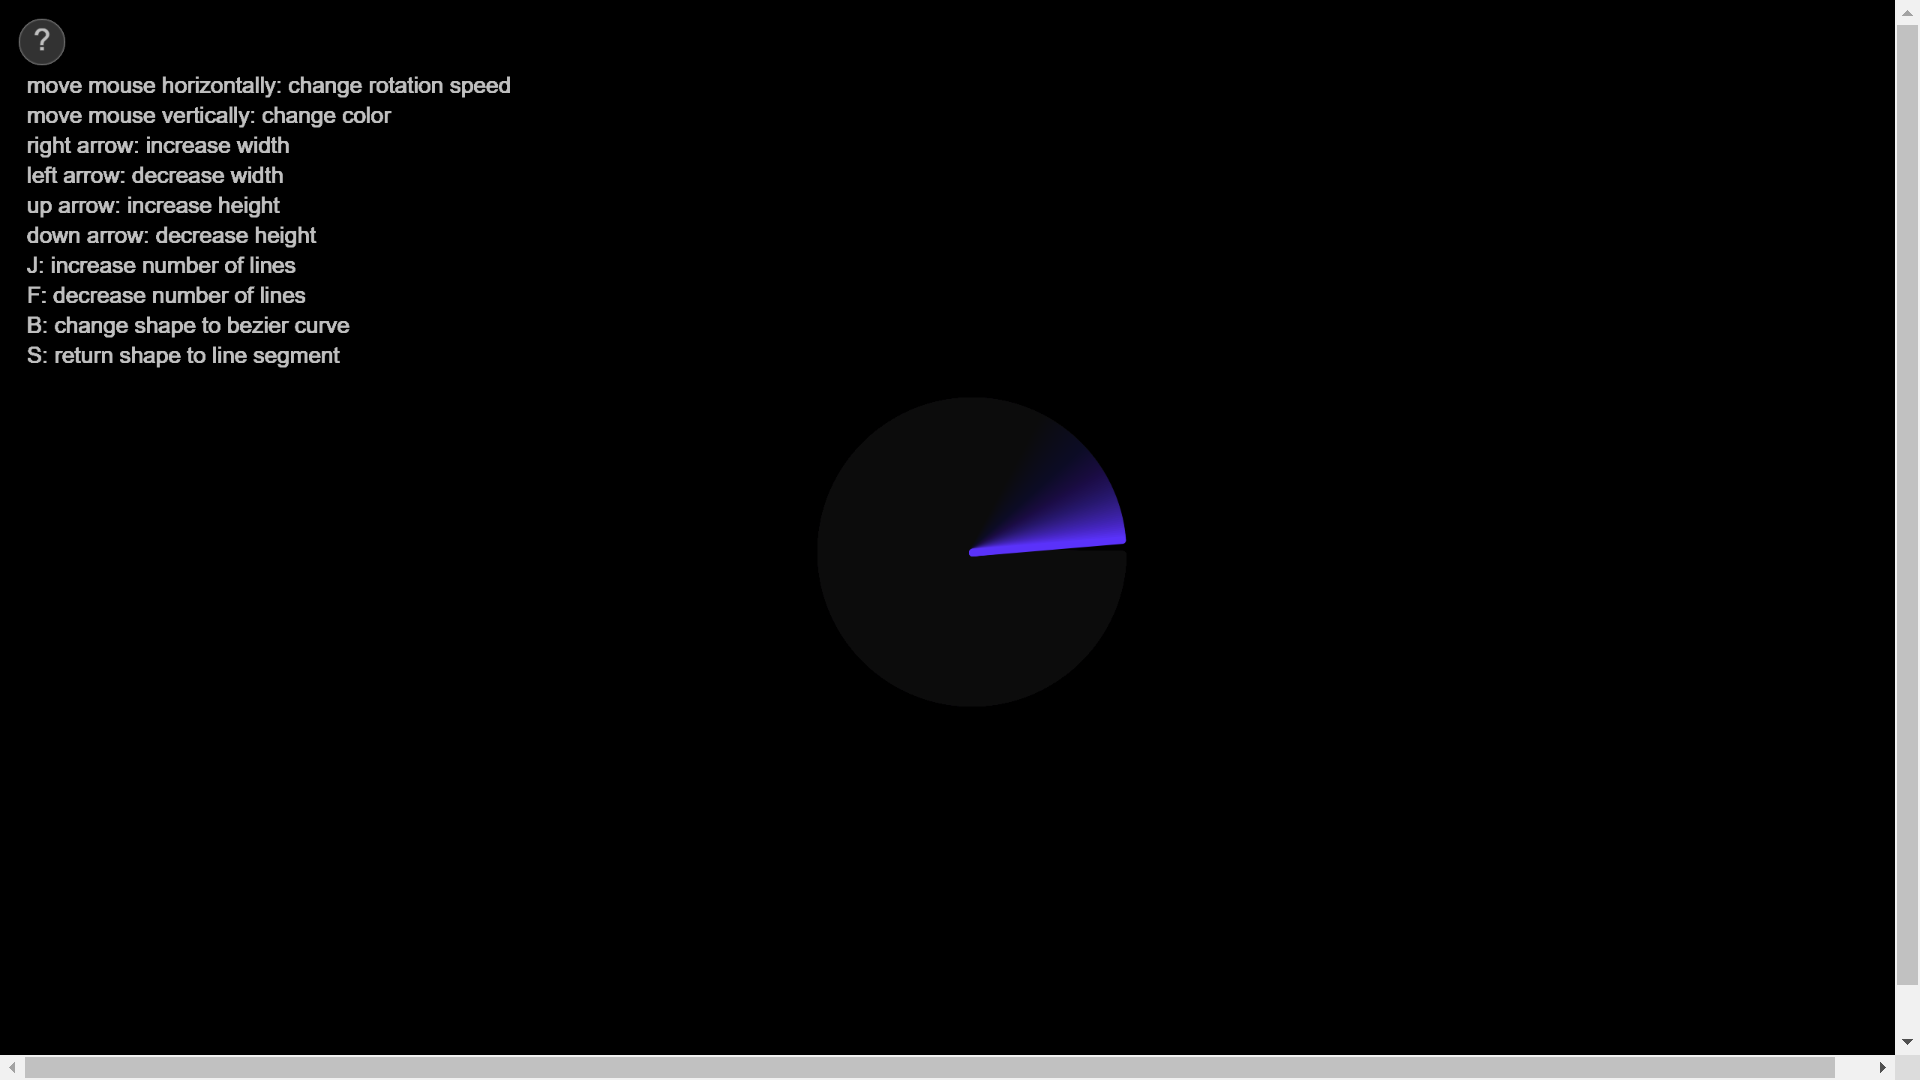 ?
move mouse horizontally: change rotation speed
move mouse vertically: change color
right arrow: increase width
left arrow: decrease width
up arrow: increase height
down arrow: decrease height
J: increase number of lines
F: decrease number of lines
B: change shape to bezier curve
S: return shape to line segment